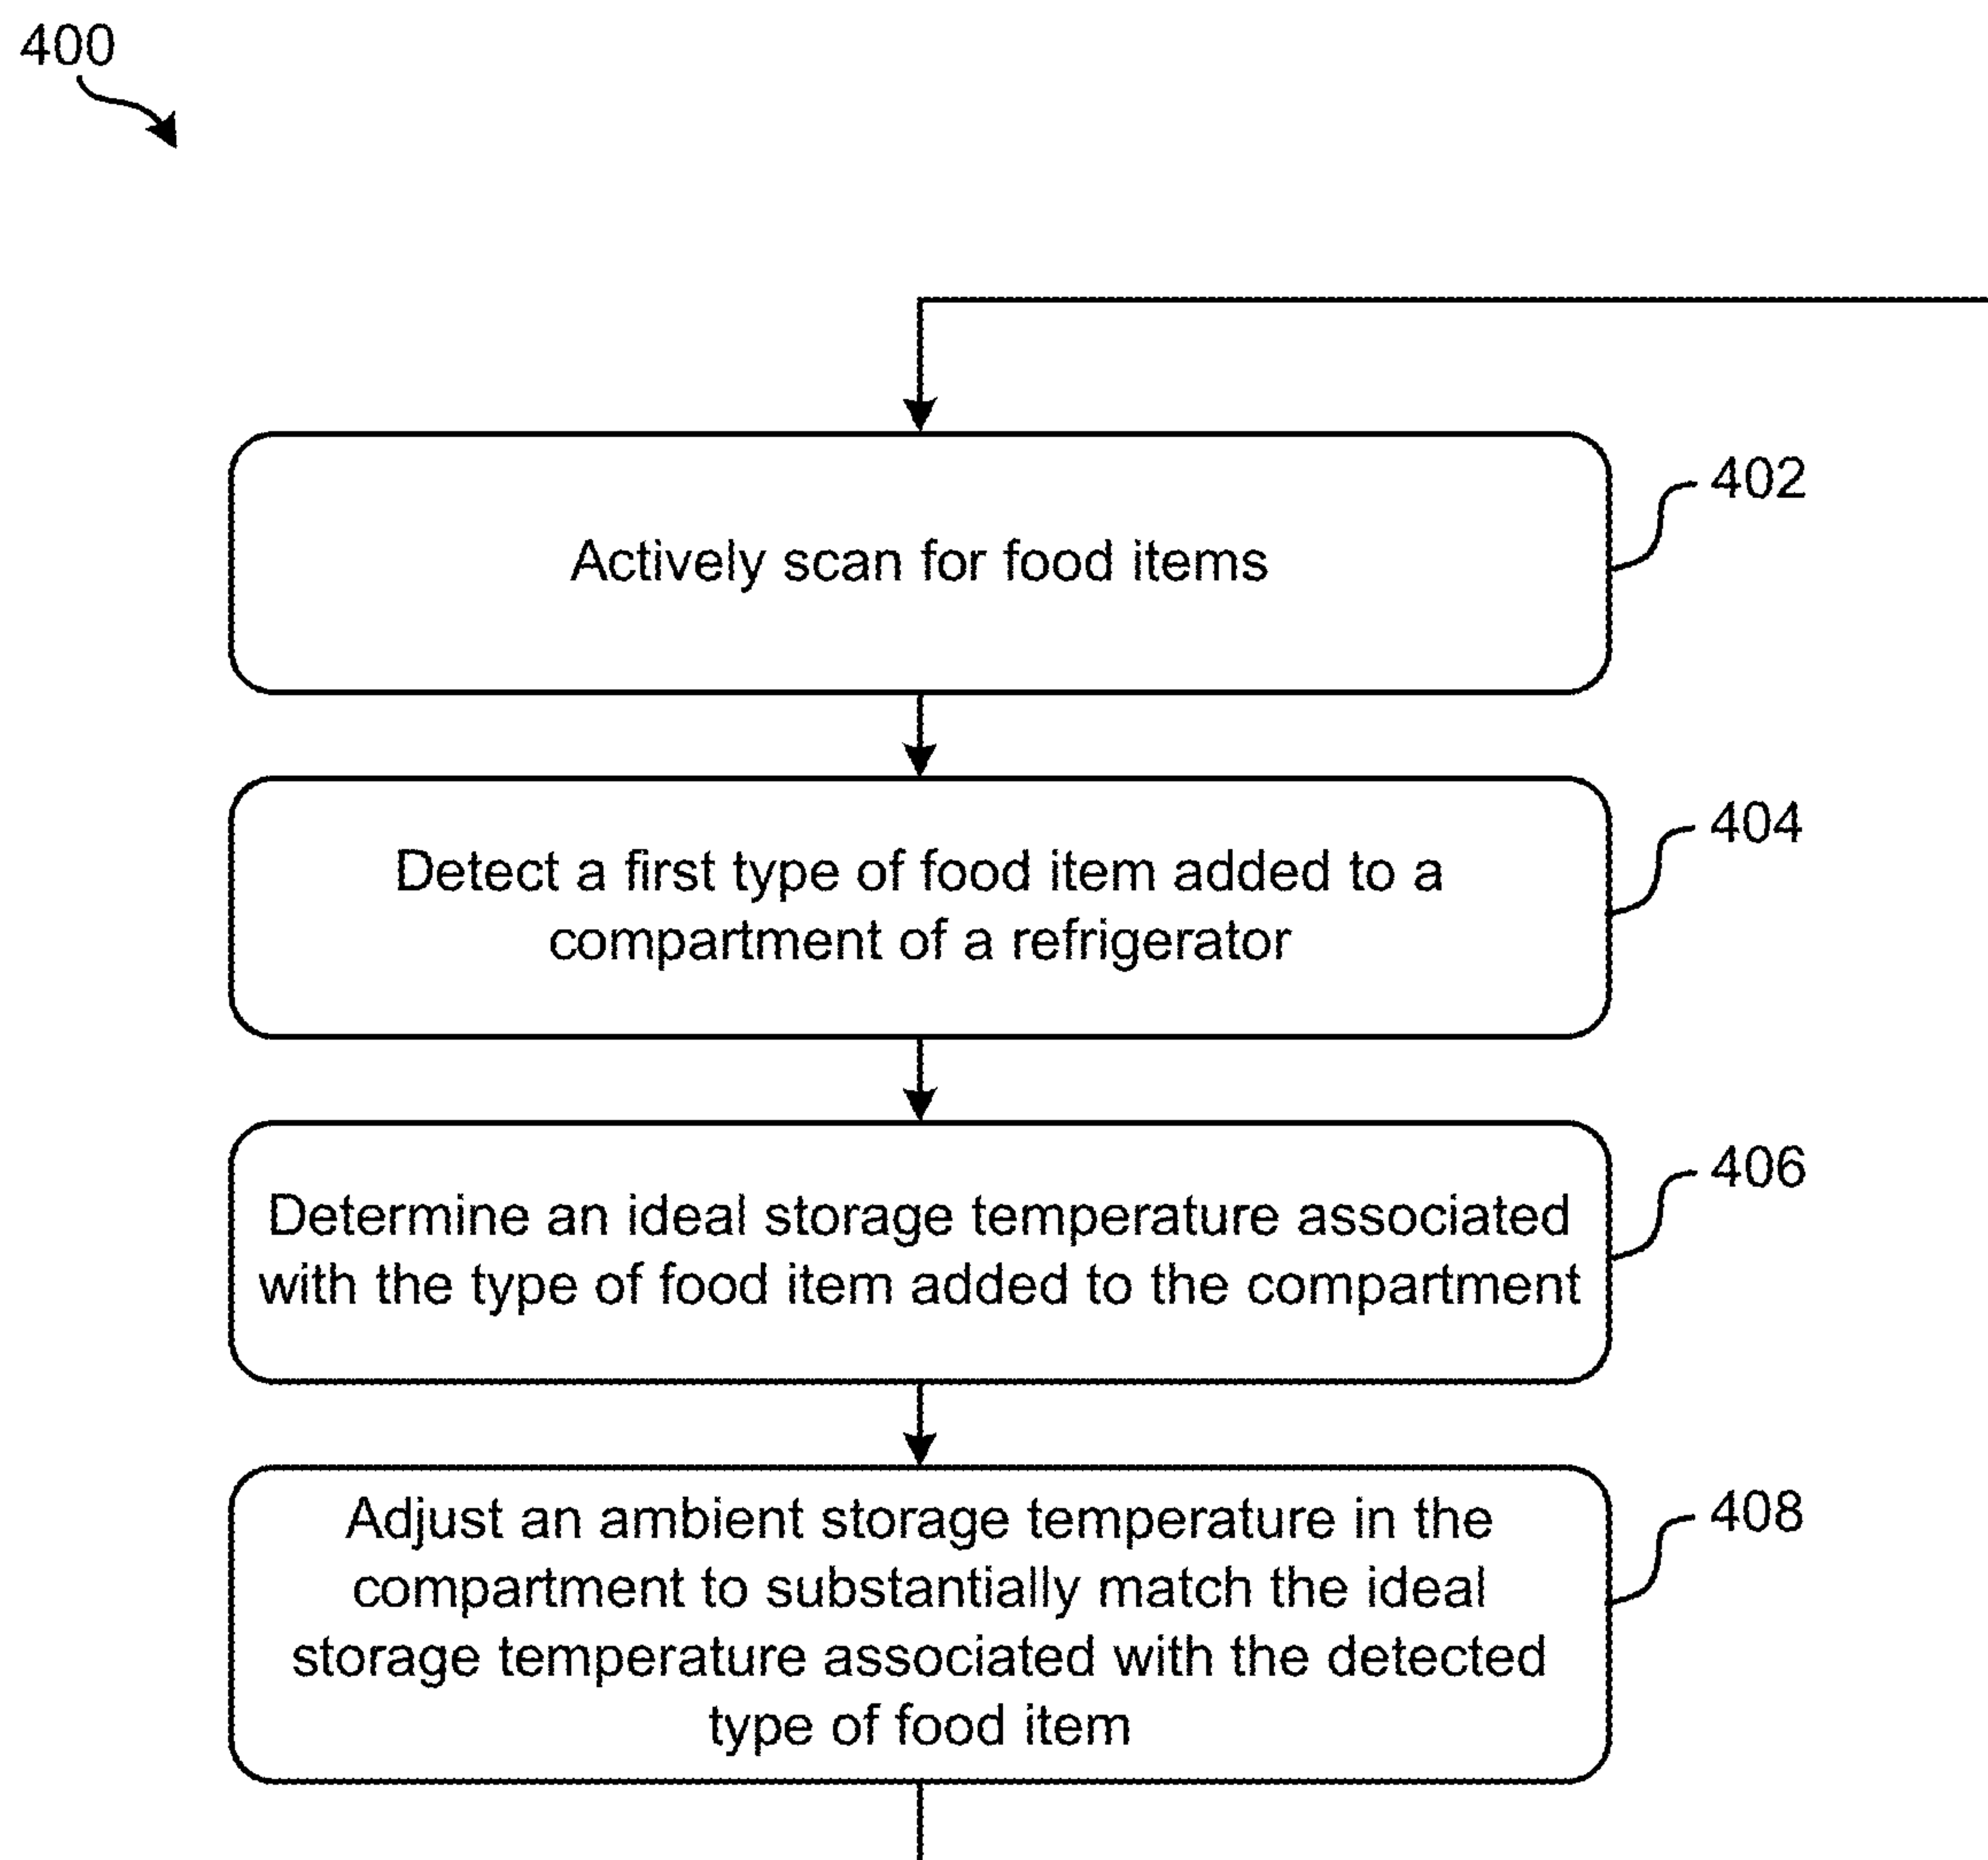 400
402
Actively scan for food items
404
Detect a first type of food item added to a
compartment of a refrigerator
406
Determine an ideal storage temperature associated
with the type of food item added to the compartment
408
Adjust an ambient storage temperature in the
compartment to substantially match the ideal
storage temperature associated with the detected
type of food item